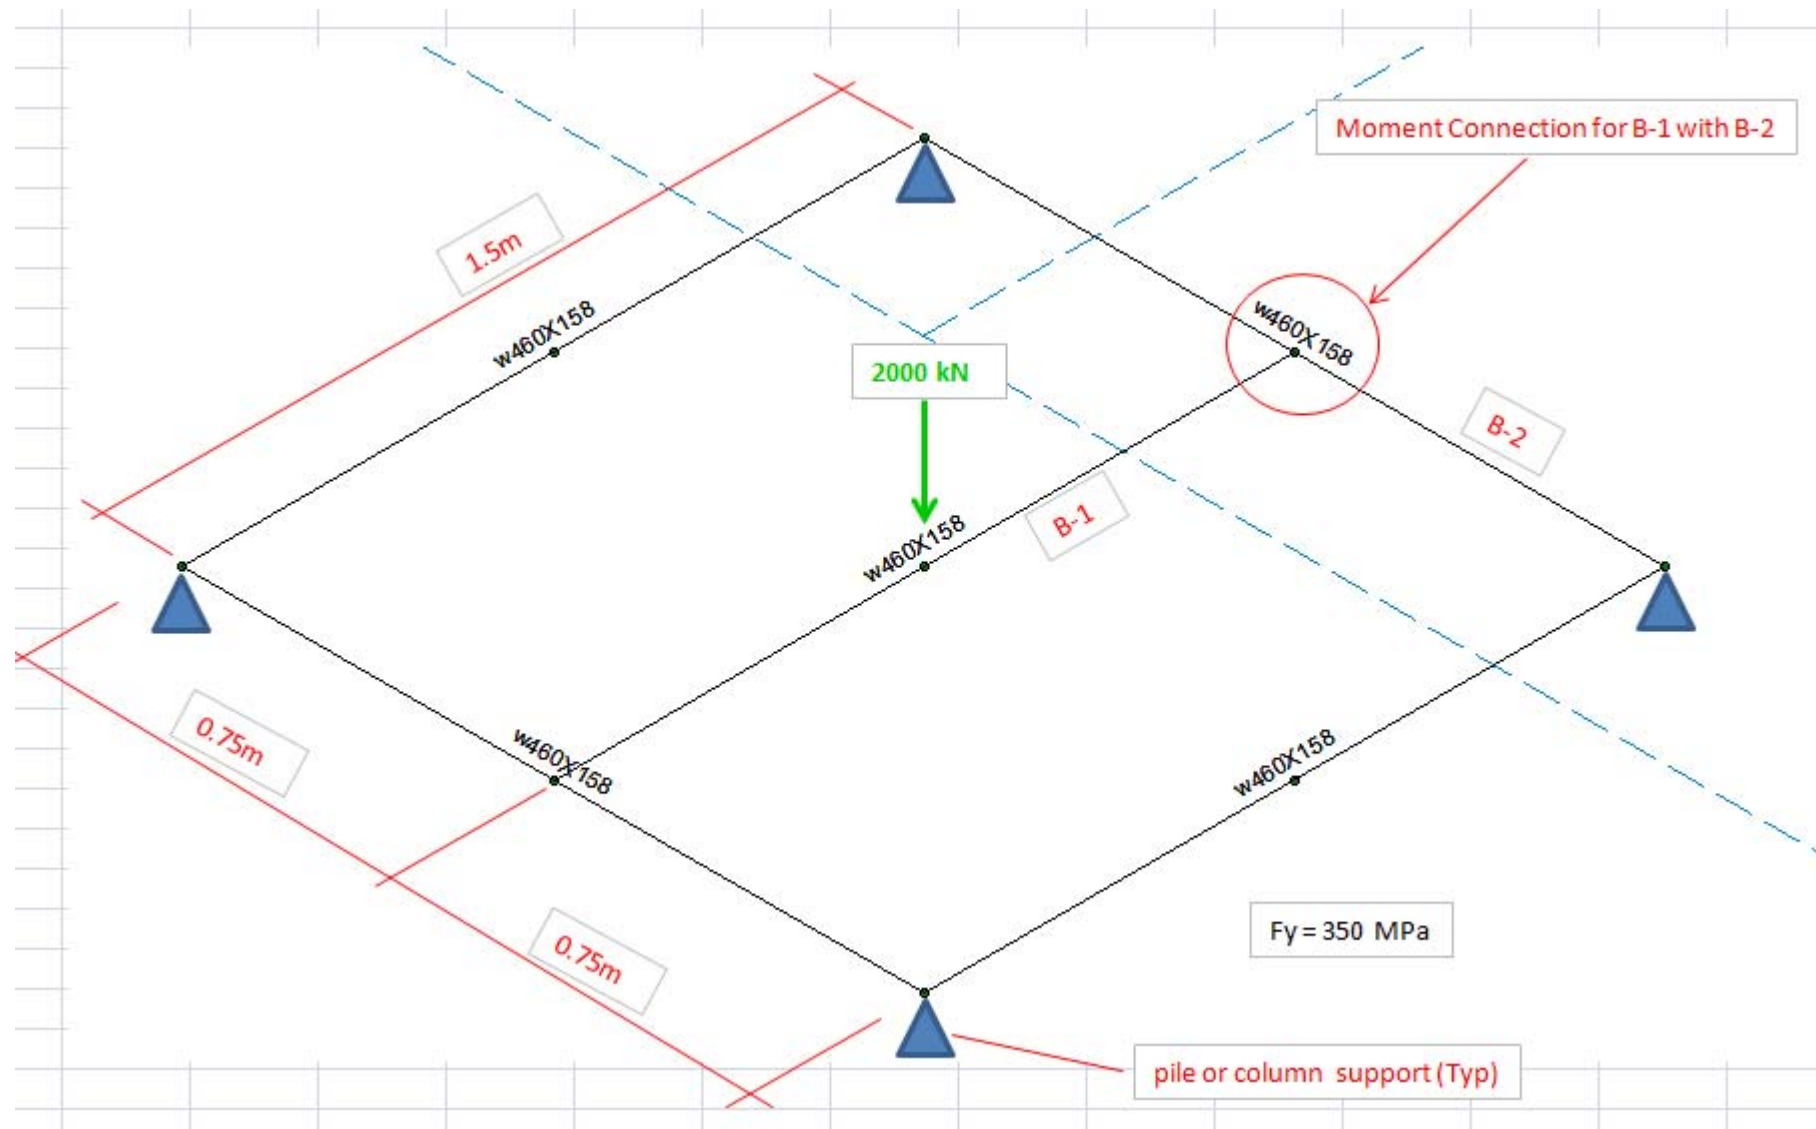 Moment Connection for B-1 with B-2
1.5m
w460X158
w460X158
2000 kN
B-2
w460X158
B-1
0.75m
w460X158
w460X158
0.75m
Fy = 350 MPa
pile or column support (Typ)